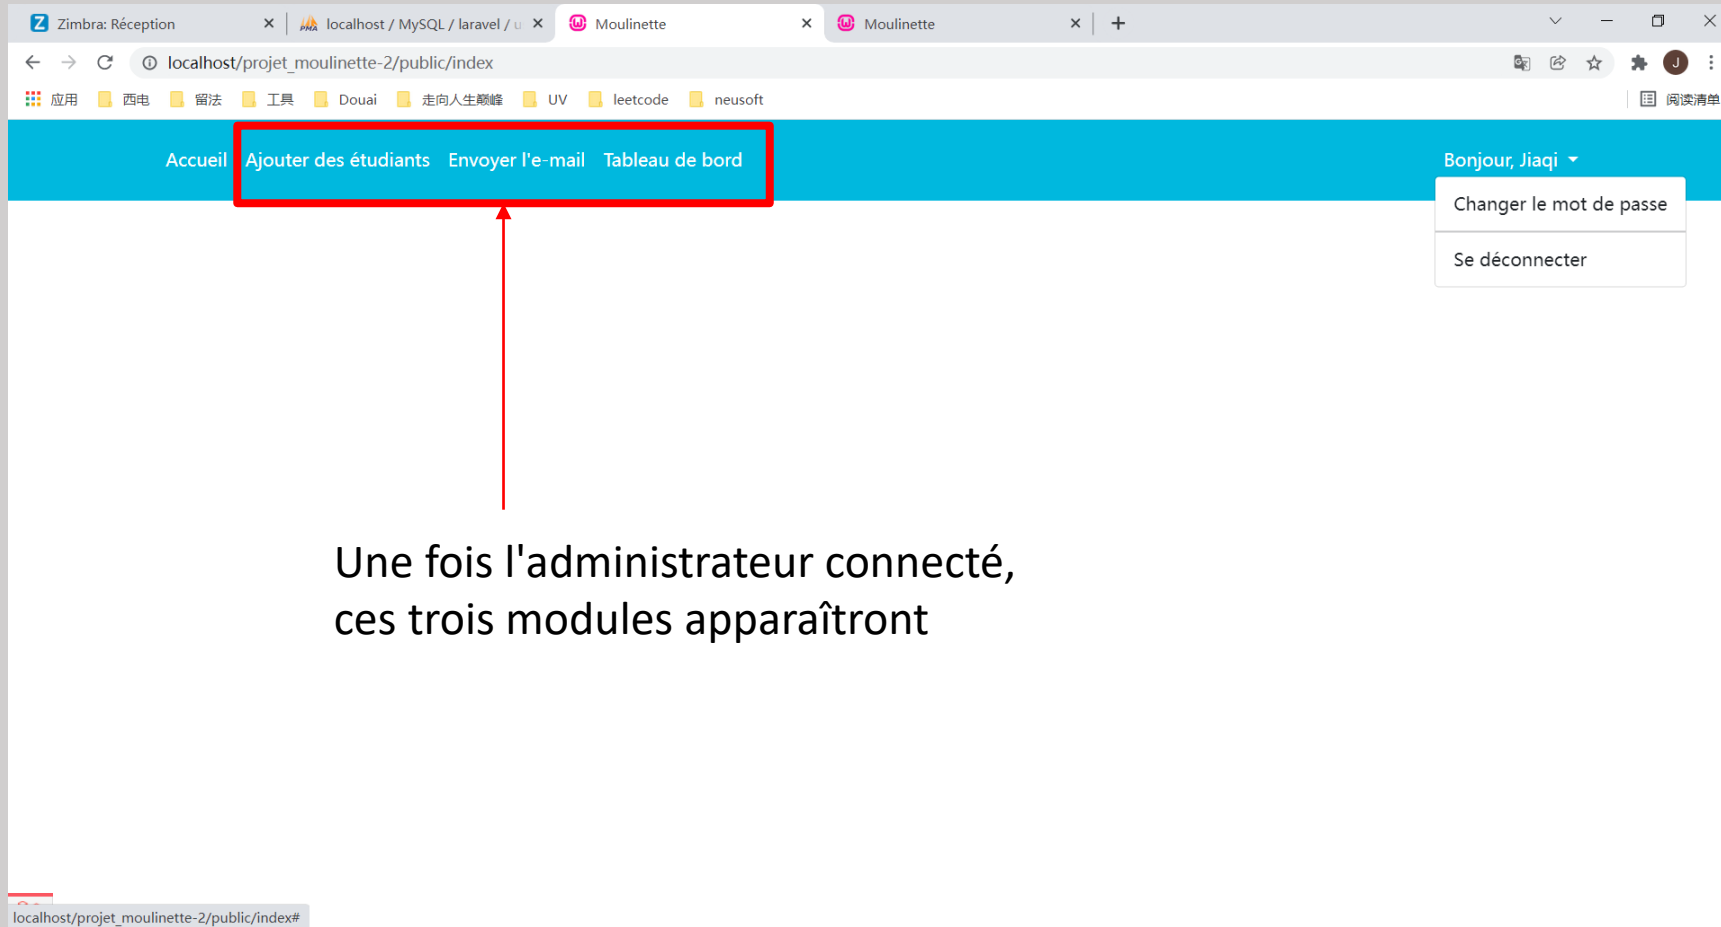 Zimbra: Réception
localhost / MySQL / laravel / u
Moulinette
Moulinette
localhost/projet_moulinette-2/public/index
J
应用 西电 留法 工具 Douai 走向人生巅峰 UV leetcode neusoft 阅读清单
Accueil Ajouter des étudiants Envoyer l'e-mail Tableau de bord Bonjour, Jiaqi
Changer le mot de passe
Se déconnecter
Une fois l'administrateur connecté,
ces trois modules apparaîtront
localhost/projet_moulinette-2/public/index#